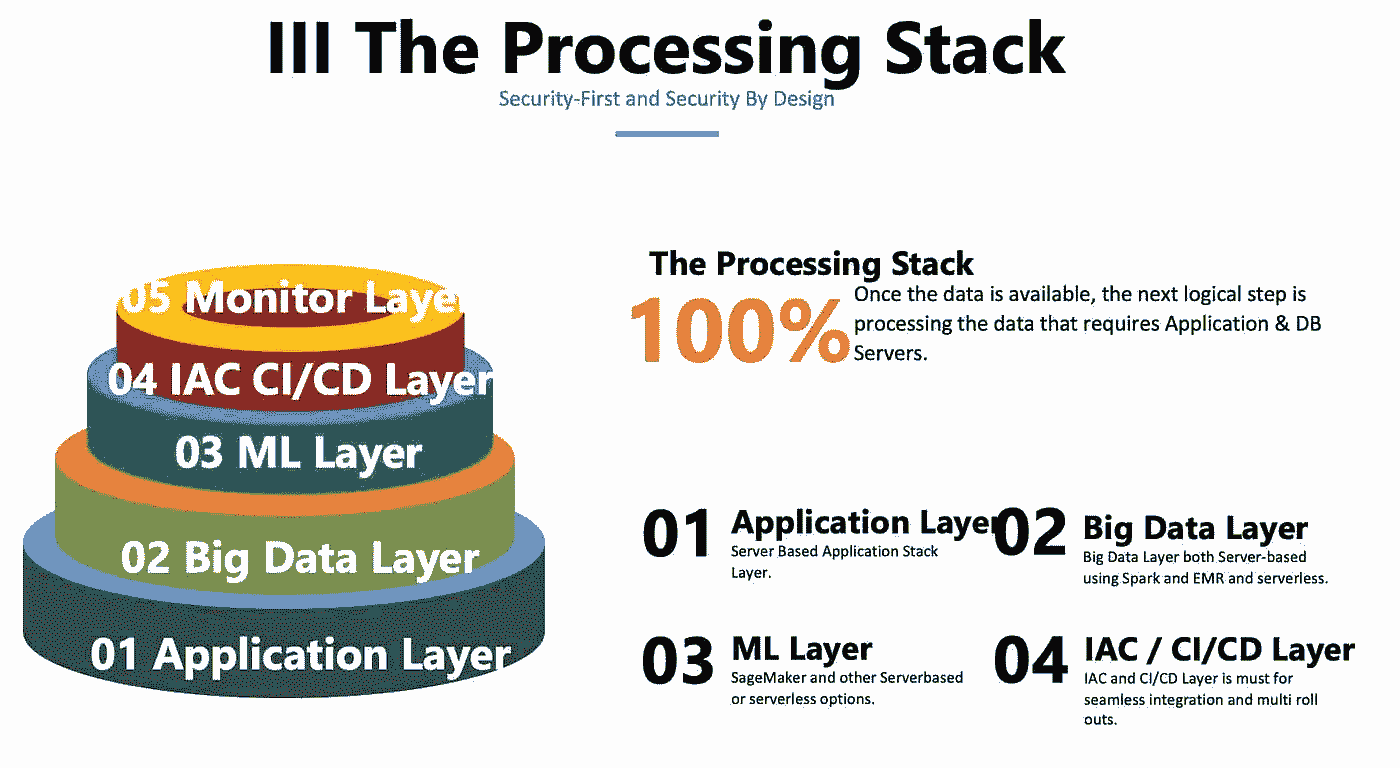 III The Processing Stack
Security-First and Security By Design
05 Monitor Layer
04 IAC CI/CD Layer
03 ML Layer
02 Big Data Layer
01 Application Layer
The Processing Stack
100%
Once the data is available, the next logical step is
processing the data that requires Application & DB
Servers.
01
Application Layer
Server Based Application Stack
Layer.
02
Big Data Layer
Big Data Layer both Server-based
using Spark and EMR and serverless.
03
ML Layer
SageMaker and other Serverbased
or serverless options.
04
IAC / CI/CD Layer
IAC and CI/CD Layer is must for
seamless integration and multi roll
outs.